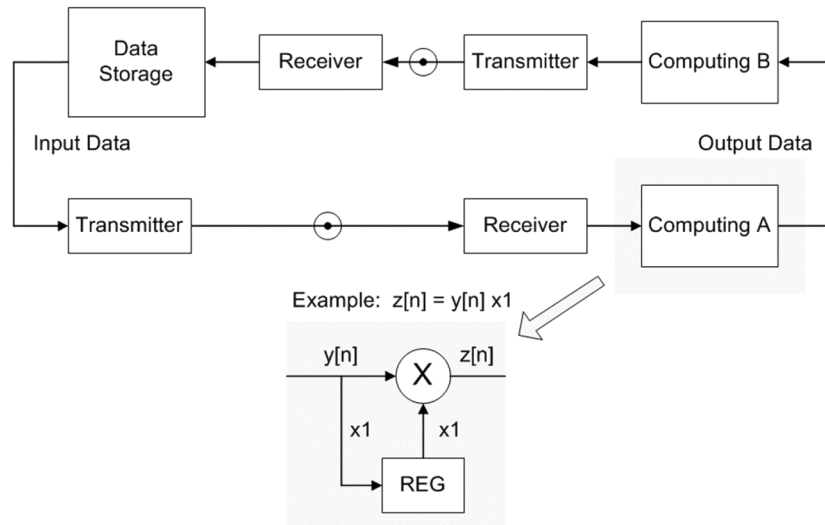 Data
Storage
Receiver
Transmitter
Computing B
Input Data
Output Data
Transmitter
Receiver
Computing A
Example:  z[n] = y[n] x1
y[n]
X
z[n]
x1
x1
REG